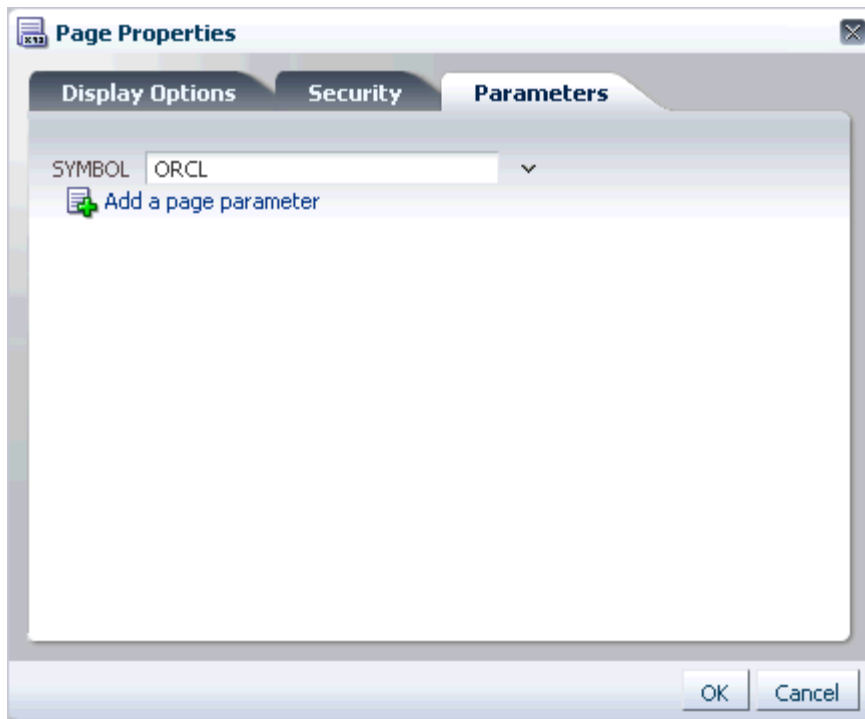 Page Properties
Display Options Security Parameters
SYMBOL ORCL
Add a page parameter
OK Cancel